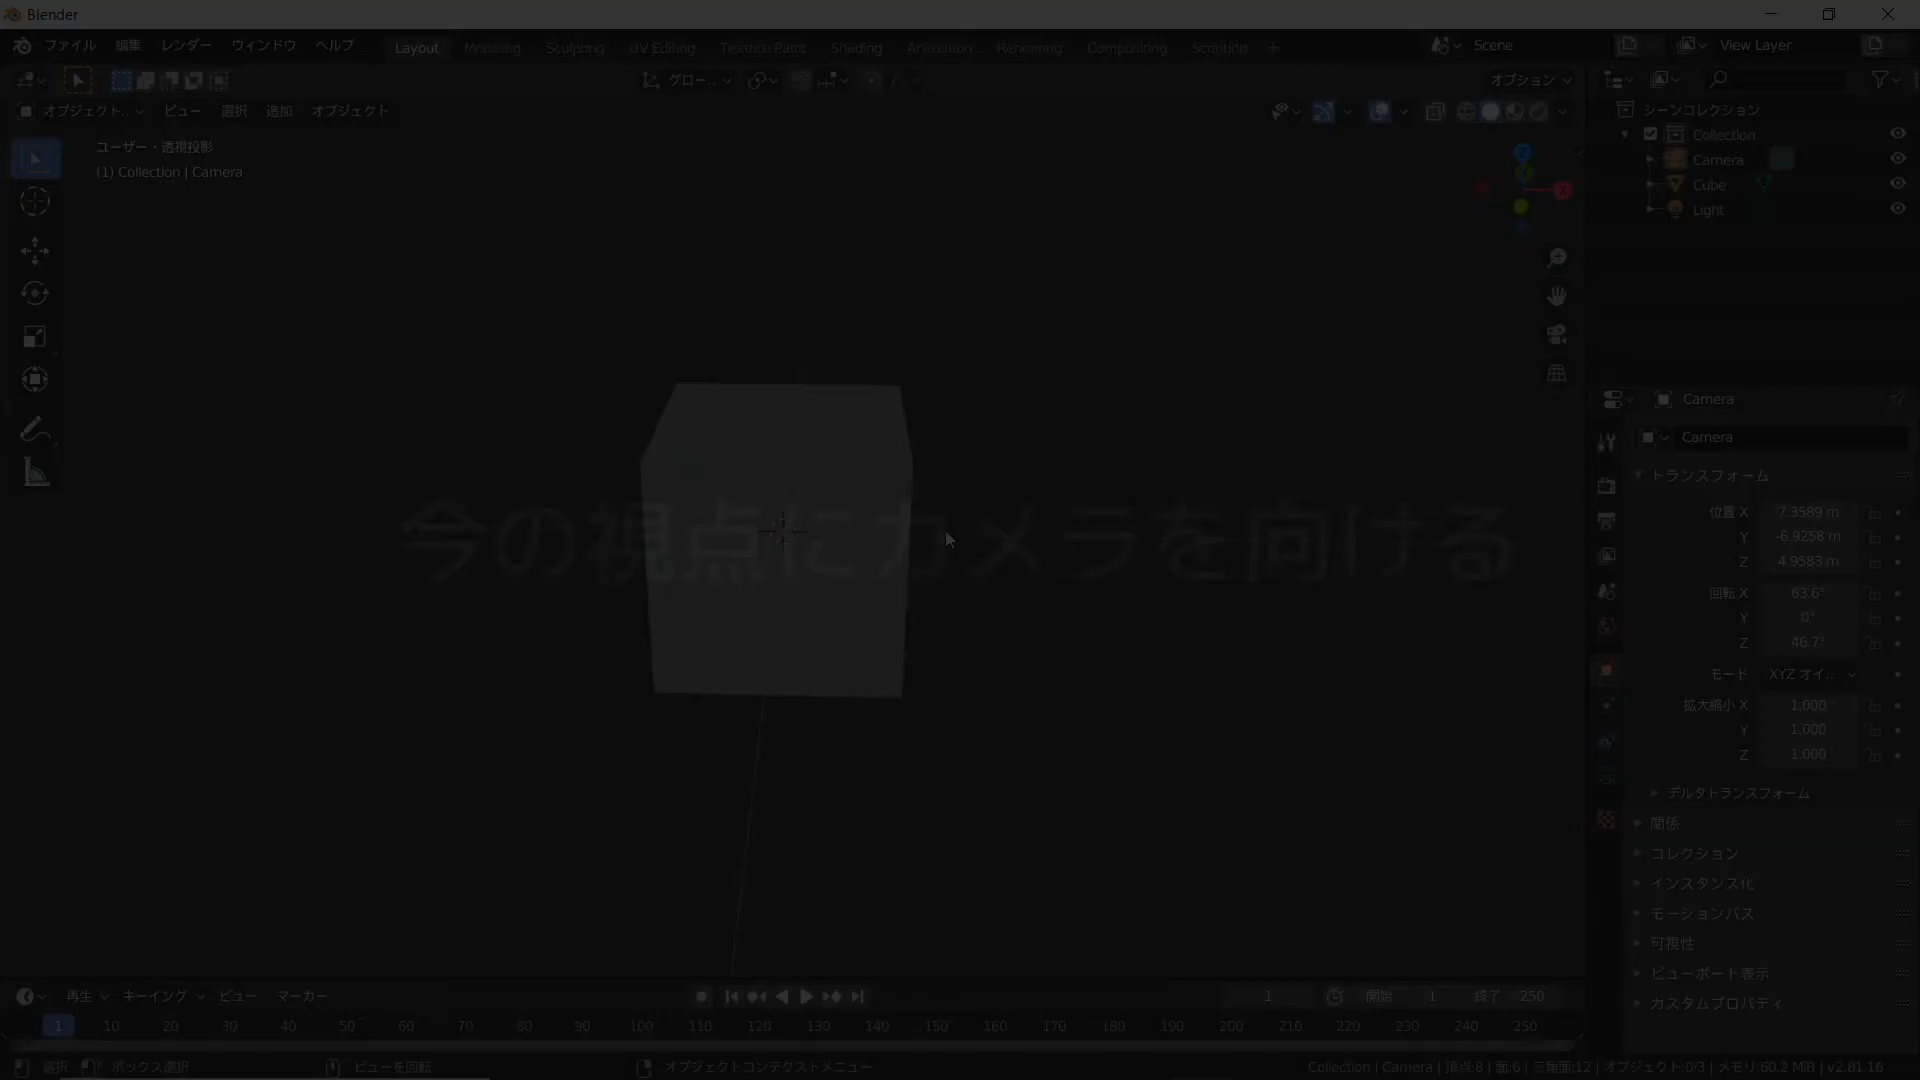 Blender
ファイル 編集 レンダー ウィンドウ ヘルプ Layout Modeling Sculpting UV Editing Texture Paint Shading Animation Rendering Compositing Scripting + Scene View Layer
グロー.. オプション
オブジェクト.. ビュー 選択 追加 オブジェクト
ユーザー・透視投影
(1) Collection | Camera
Z
Y
X
シーンコレクション
Collection
Camera
Cube
Light
今の視点にカメラを向ける
Camera
Camera
トランスフォーム
位置 X 7.3589 m
Y -6.9258 m
Z 4.9583 m
回転 X 63.6°
Y 0°
Z 46.7°
モード XYZ オイ..
拡大縮小 X 1.000
Y 1.000
Z 1.000
デルタトランスフォーム
関係
コレクション
インスタンス化
モーションパス
可視性
ビューポート表示
カスタムプロパティ
再生 キーイング ビュー マーカー 1 開始 1 終了 250
1 10 20 30 40 50 60 70 80 90 100 110 120 130 140 150 160 170 180 190 200 210 220 230 240 250
選択 ボックス選択 ビューを回転 オブジェクトコンテクストメニュー Collection | Camera | 頂点:8 | 面:6 | 三角面:12 | オブジェクト:0/3 | メモリ:60.2 MiB | v2.81.16